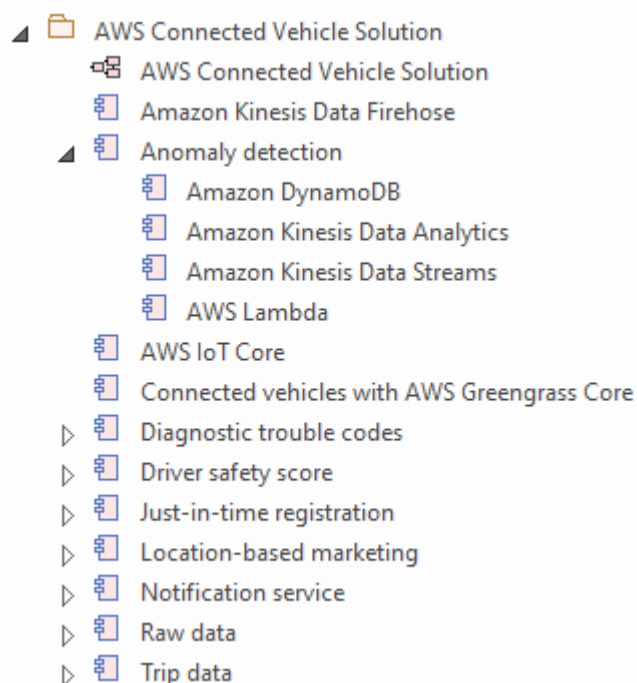 AWS Connected Vehicle Solution
AWS Connected Vehicle Solution
Amazon Kinesis Data Firehose
Anomaly detection
Amazon DynamoDB
Amazon Kinesis Data Analytics
Amazon Kinesis Data Streams
AWS Lambda
AWS IoT Core
Connected vehicles with AWS Greengrass Core
Diagnostic trouble codes
Driver safety score
Just-in-time registration
Location-based marketing
Notification service
Raw data
Trip data